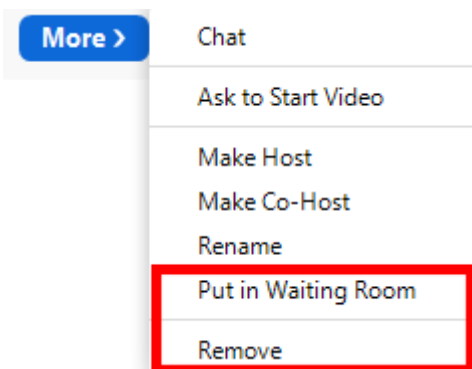 More >
Chat
Ask to Start Video
Make Host
Make Co-Host
Rename
Put in Waiting Room
Remove